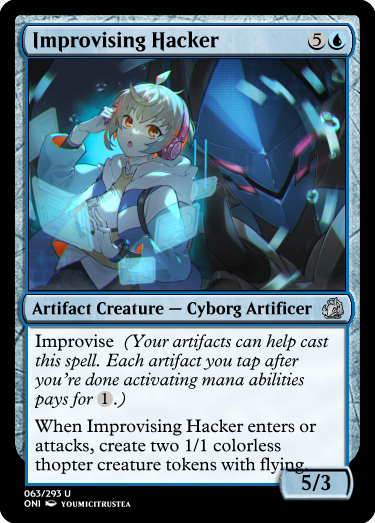 Improvising Hacker 5
Artifact Creature — Cyborg Artificer
Improvise (Your artifacts can help cast
this spell. Each artifact you tap after
you're done activating mana abilities
pays for 1.)
When Improvising Hacker enters or
attacks, create two 1/1 colorless
thopter creature tokens with flying.
5/3
063/293 U
ONI YOUMICITRUSTEA